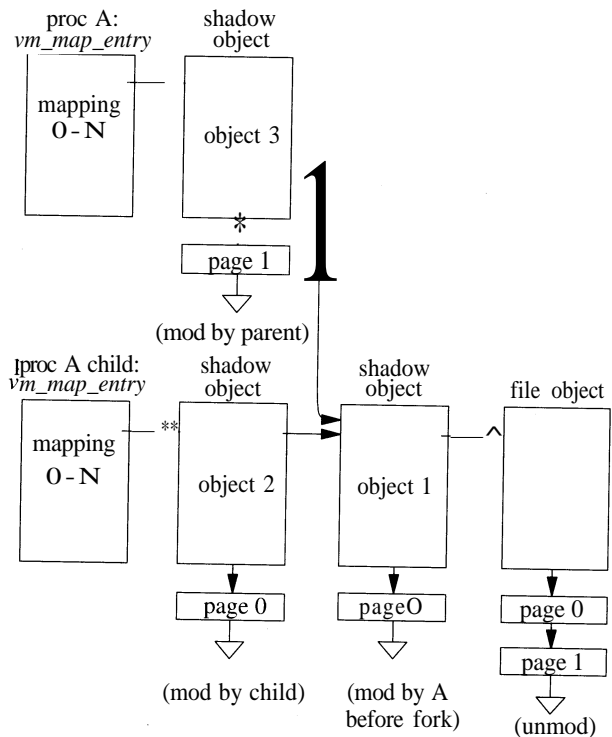 proc A:
vm_map_entry
shadow
object
mapping
0-N
object 3
*
1
page 1
(mod by parent)
proc A child:
vm_map_entry
shadow
object
shadow
object
file object
mapping
0-N
**
^
object 2
object 1
page 0
pageO
page 0
page 1
(mod by child)
(mod by A
before fork)
(unmod)